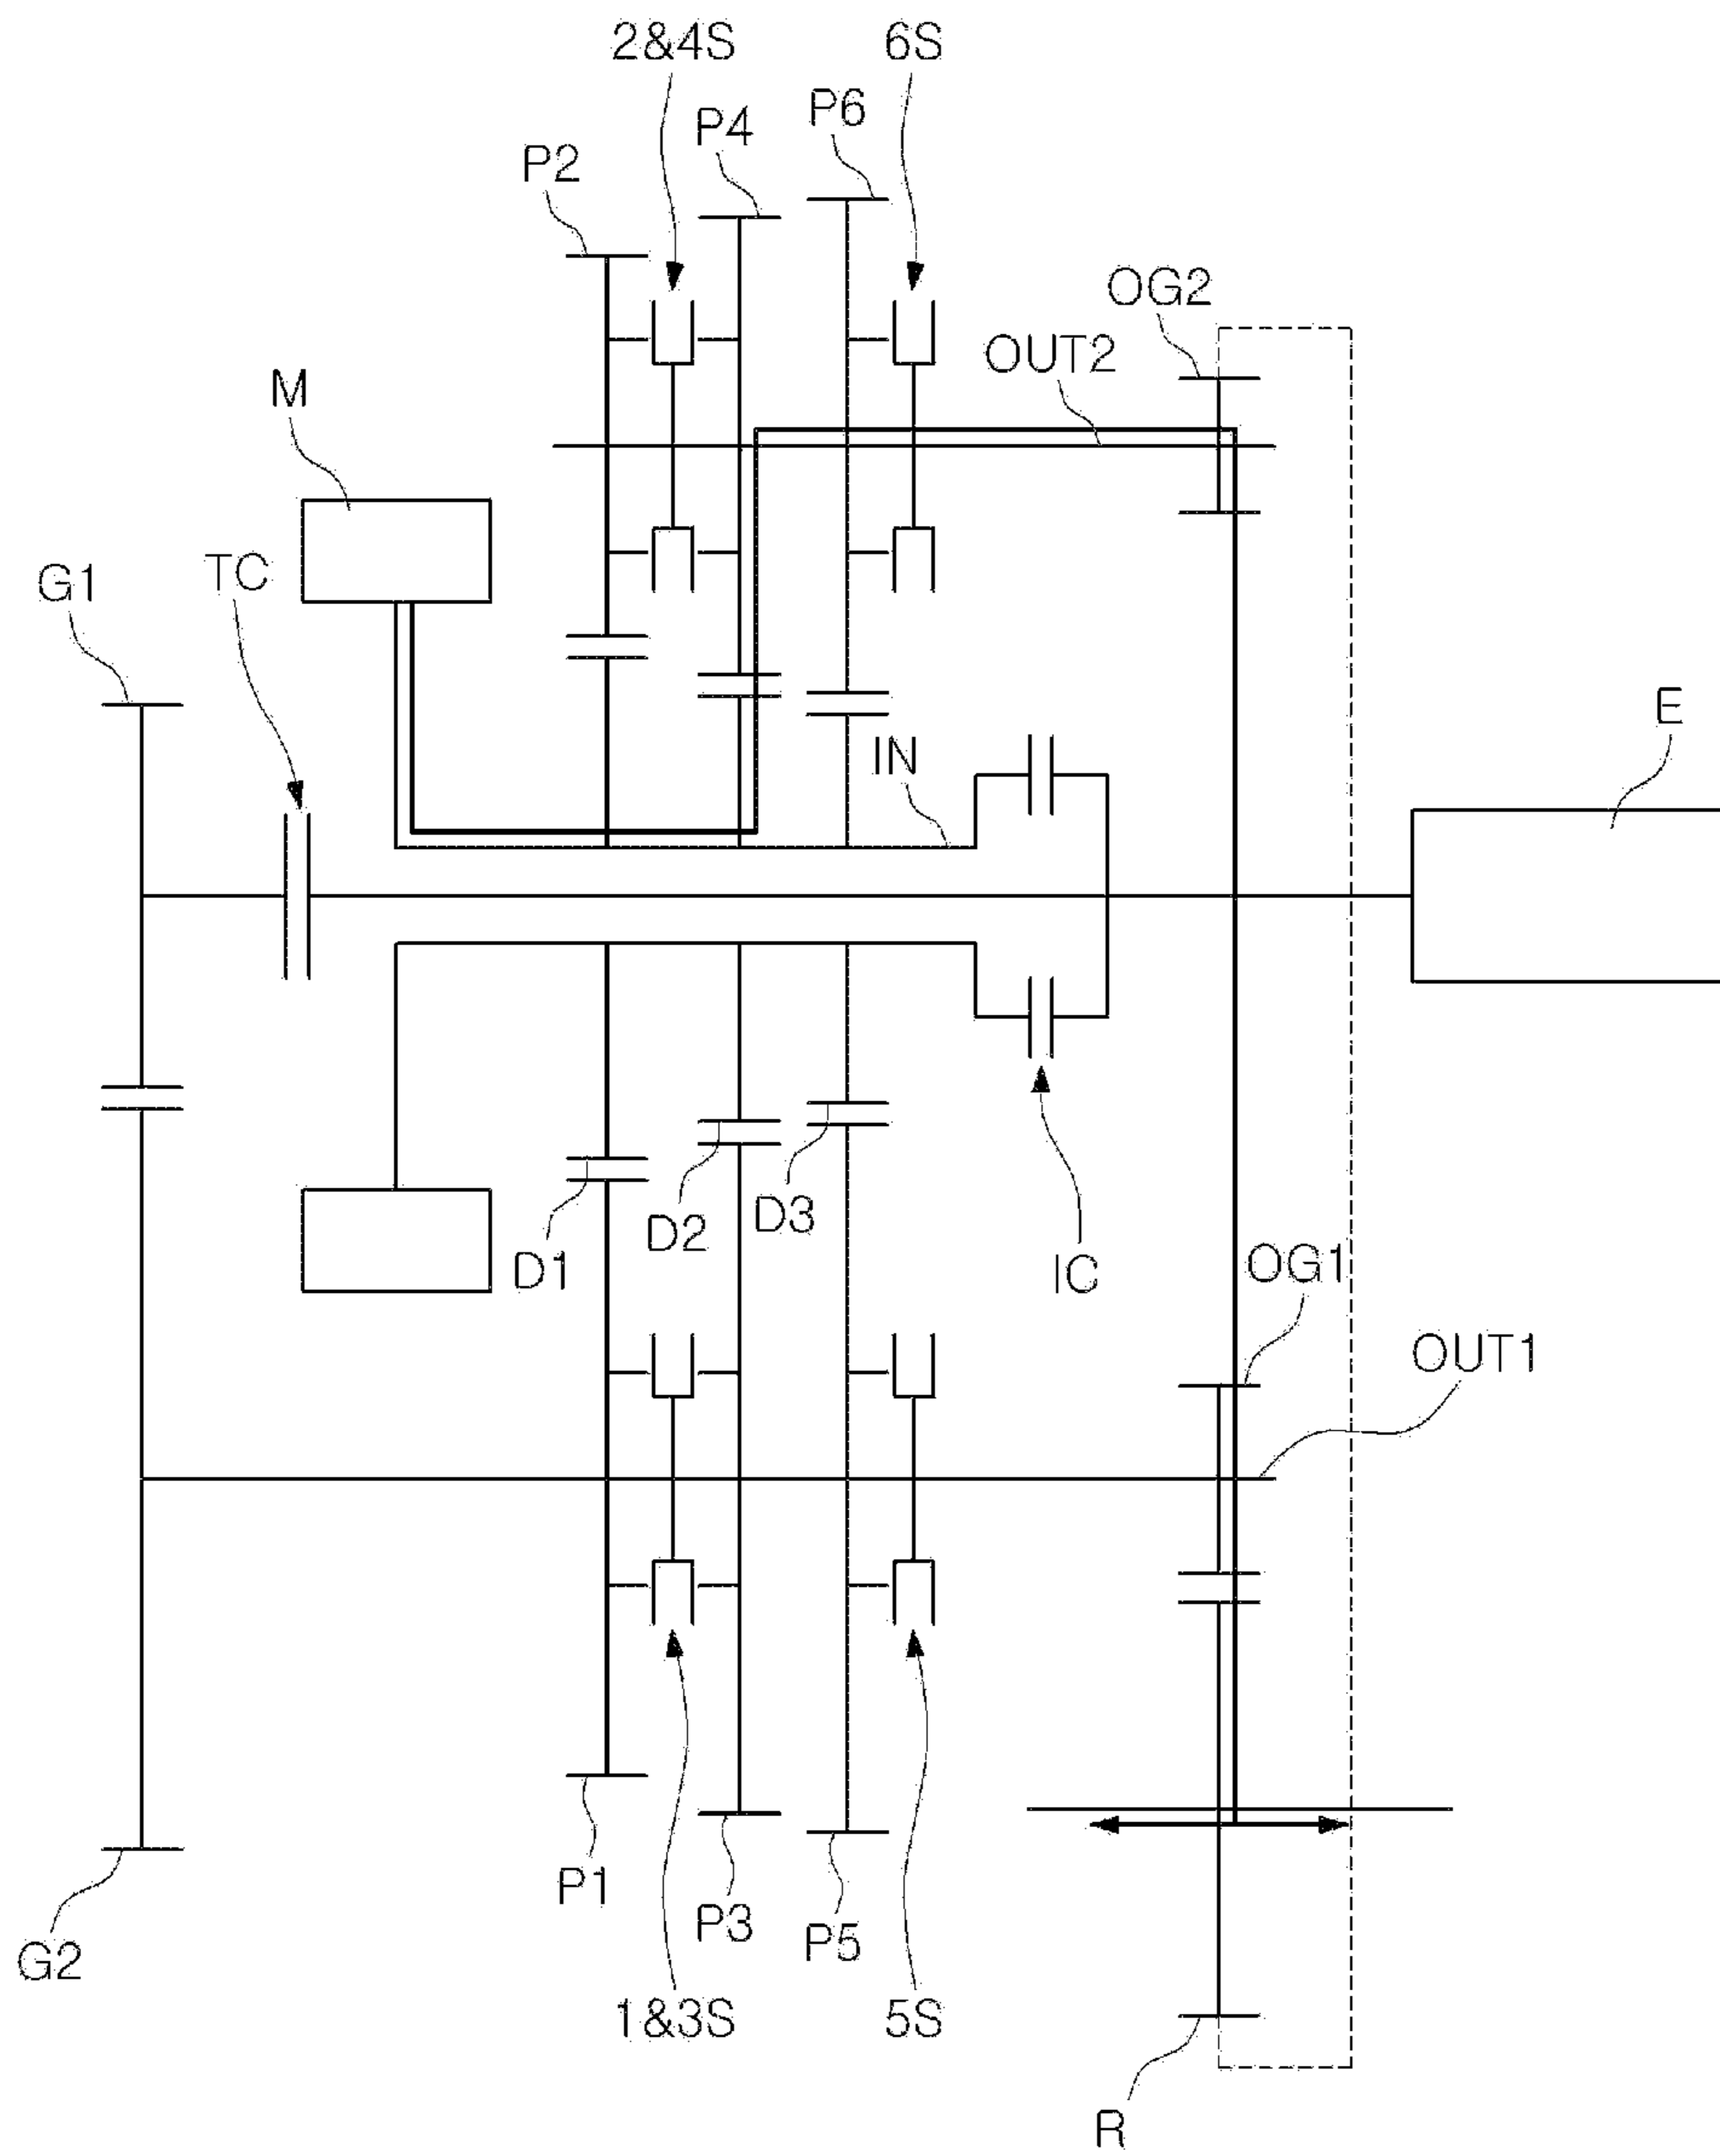 2&4S
6S
P6
P4
P2
OG2
OUT2
M
TC
G1
E
IN
D3
D2
OG1
D1
IC
OUT1
P1
P3
P5
G2
1&3S
5S
R